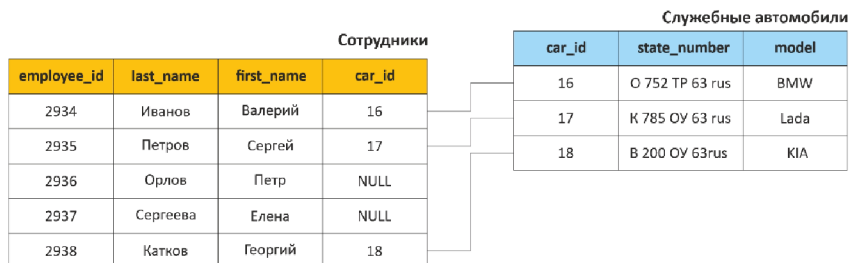 Служебные автомобили
car_id state_number model
16 О 752 ТР 63 rus BMW
17 К 785 ОУ 63 rus Lada
18 В 200 ОУ 63rus KIA
Сотрудники
employee_id last_name first_name car_id
2934 Иванов Валерий 16
2935 Петров Сергей 17
2936 Орлов Петр NULL
2937 Сергеева Елена NULL
2938 Катков Георгий 18